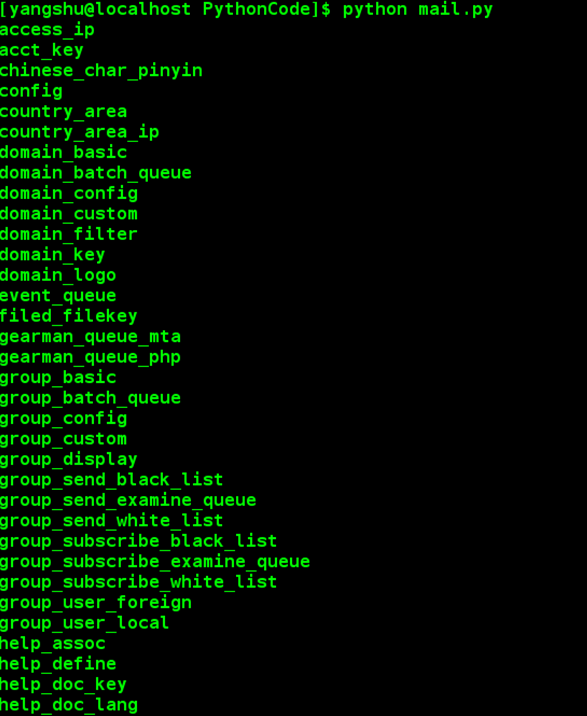 [yangshu@localhost PythonCode]$ python mail.py
access_ip
acct_key
chinese_char_pinyin
config
country_area
country_area_ip
domain_basic
domain_batch_queue
domain_config
domain_custom
domain_filter
domain_key
domain_logo
event_queue
filed_filekey
gearman_queue_mta
gearman_queue_php
group_basic
group_batch_queue
group_config
group_custom
group_display
group_send_black_list
group_send_examine_queue
group_send_white_list
group_subscribe_black_list
group_subscribe_examine_queue
group_subscribe_white_list
group_user_foreign
group_user_local
help_assoc
help_define
help_doc_key
help_doc_lang